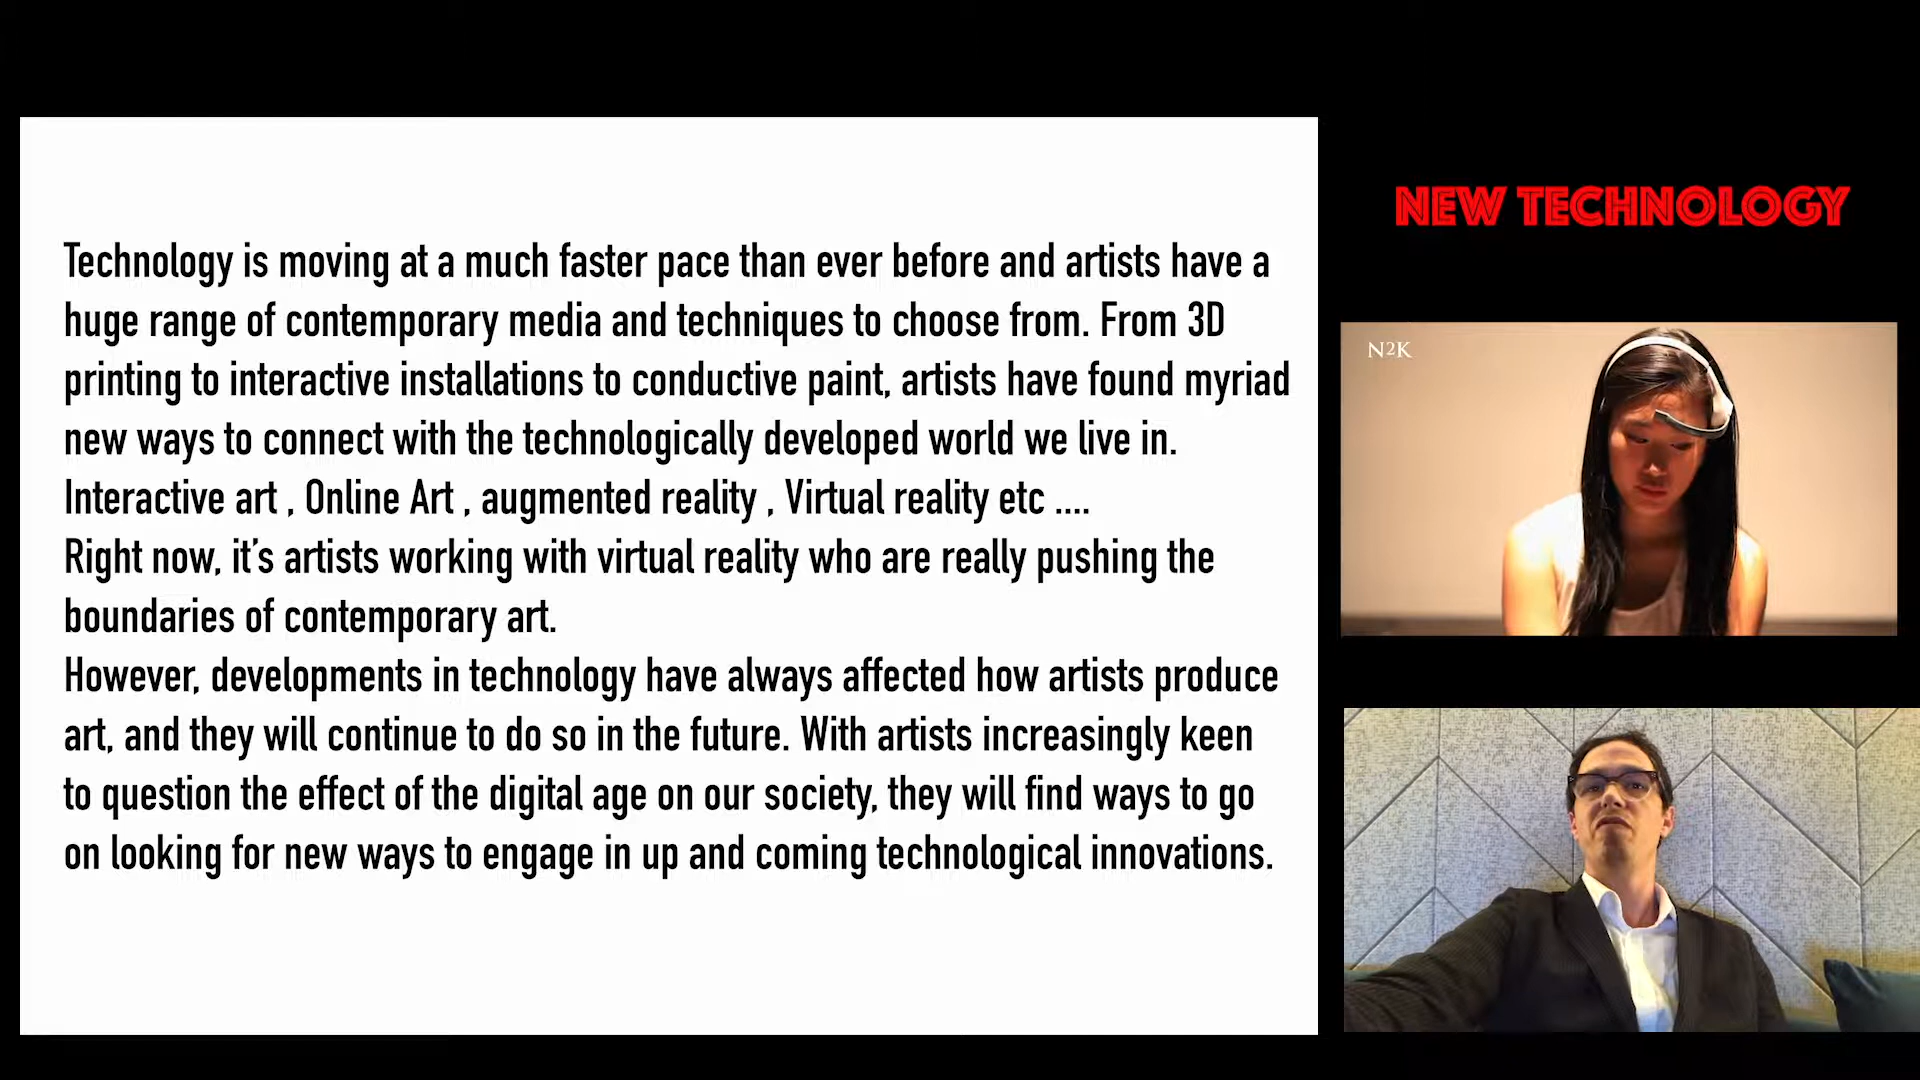 Technology is moving at a much faster pace than ever before and artists have a
huge range of contemporary media and techniques to choose from. From 3D
printing to interactive installations to conductive paint, artists have found myriad
new ways to connect with the technologically developed world we live in.
Interactive art , Online Art , augmented reality , Virtual reality etc ....
Right now, it’s artists working with virtual reality who are really pushing the
boundaries of contemporary art.
However, developments in technology have always affected how artists produce
art, and they will continue to do so in the future. With artists increasingly keen
to question the effect of the digital age on our society, they will find ways to go
on looking for new ways to engage in up and coming technological innovations.
NEW TECHNOLOGY
N2K